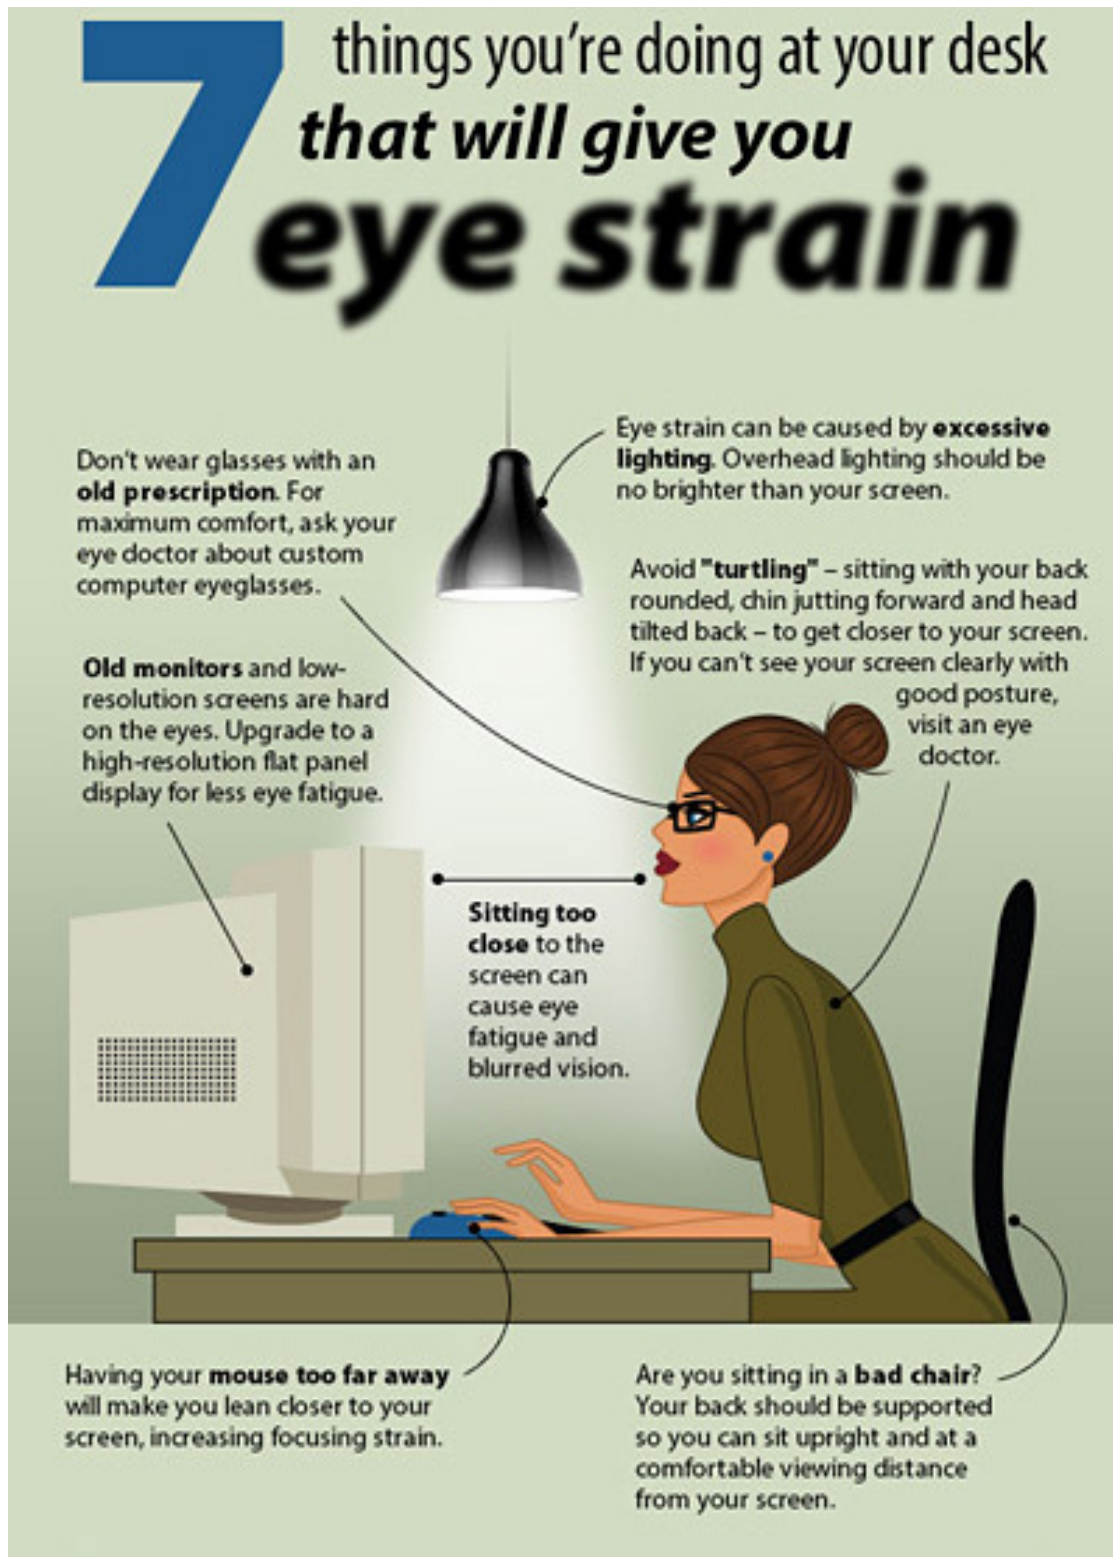 7 things you're doing at your desk
that will give you
eye strain
Don't wear glasses with an
old prescription. For
maximum comfort, ask your
eye doctor about custom
computer eyeglasses.
Eye strain can be caused by excessive
lighting. Overhead lighting should be
no brighter than your screen.
Avoid "turtling" – sitting with your back
rounded, chin jutting forward and head
tilted back – to get closer to your screen.
If you can't see your screen clearly with
good posture,
visit an eye
doctor.
Old monitors and low-
resolution screens are hard
on the eyes. Upgrade to a
high-resolution flat panel
display for less eye fatigue.
Sitting too
close to the
screen can
cause eye
fatigue and
blurred vision.
Having your mouse too far away
will make you lean closer to your
screen, increasing focusing strain.
Are you sitting in a bad chair?
Your back should be supported
so you can sit upright and at a
comfortable viewing distance
from your screen.